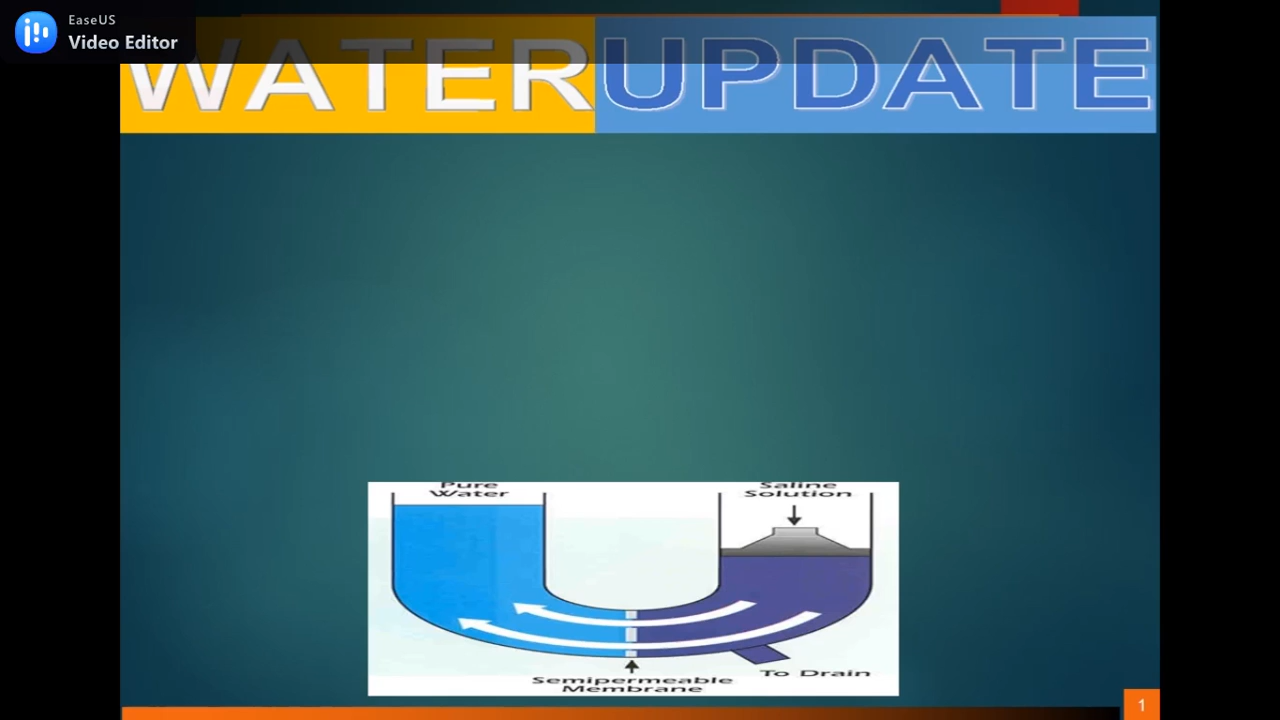 EaseUS
Video Editor
WATERUPDATE
Pure
Water
Saline
Solution
To Drain
Semipermeable
Membrane
1